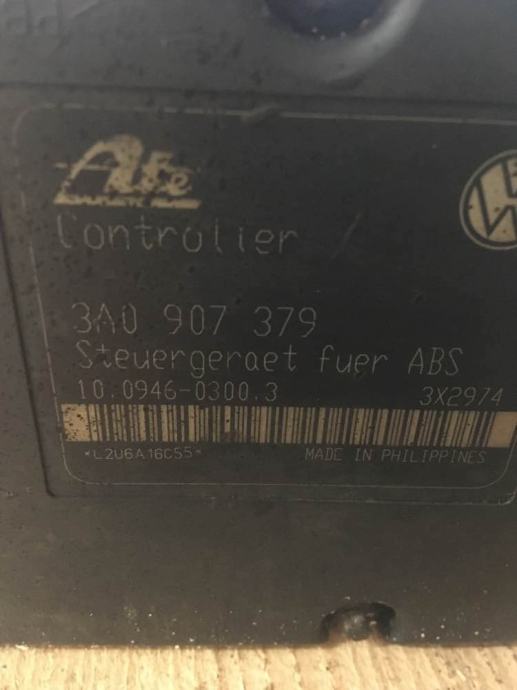 Ate
Controller
3A0 907 379
Steuergeraet fuer ABS
10.0946-0300.3 3X2974
*L2U6A16C55*
MADE IN PHILIPPINES